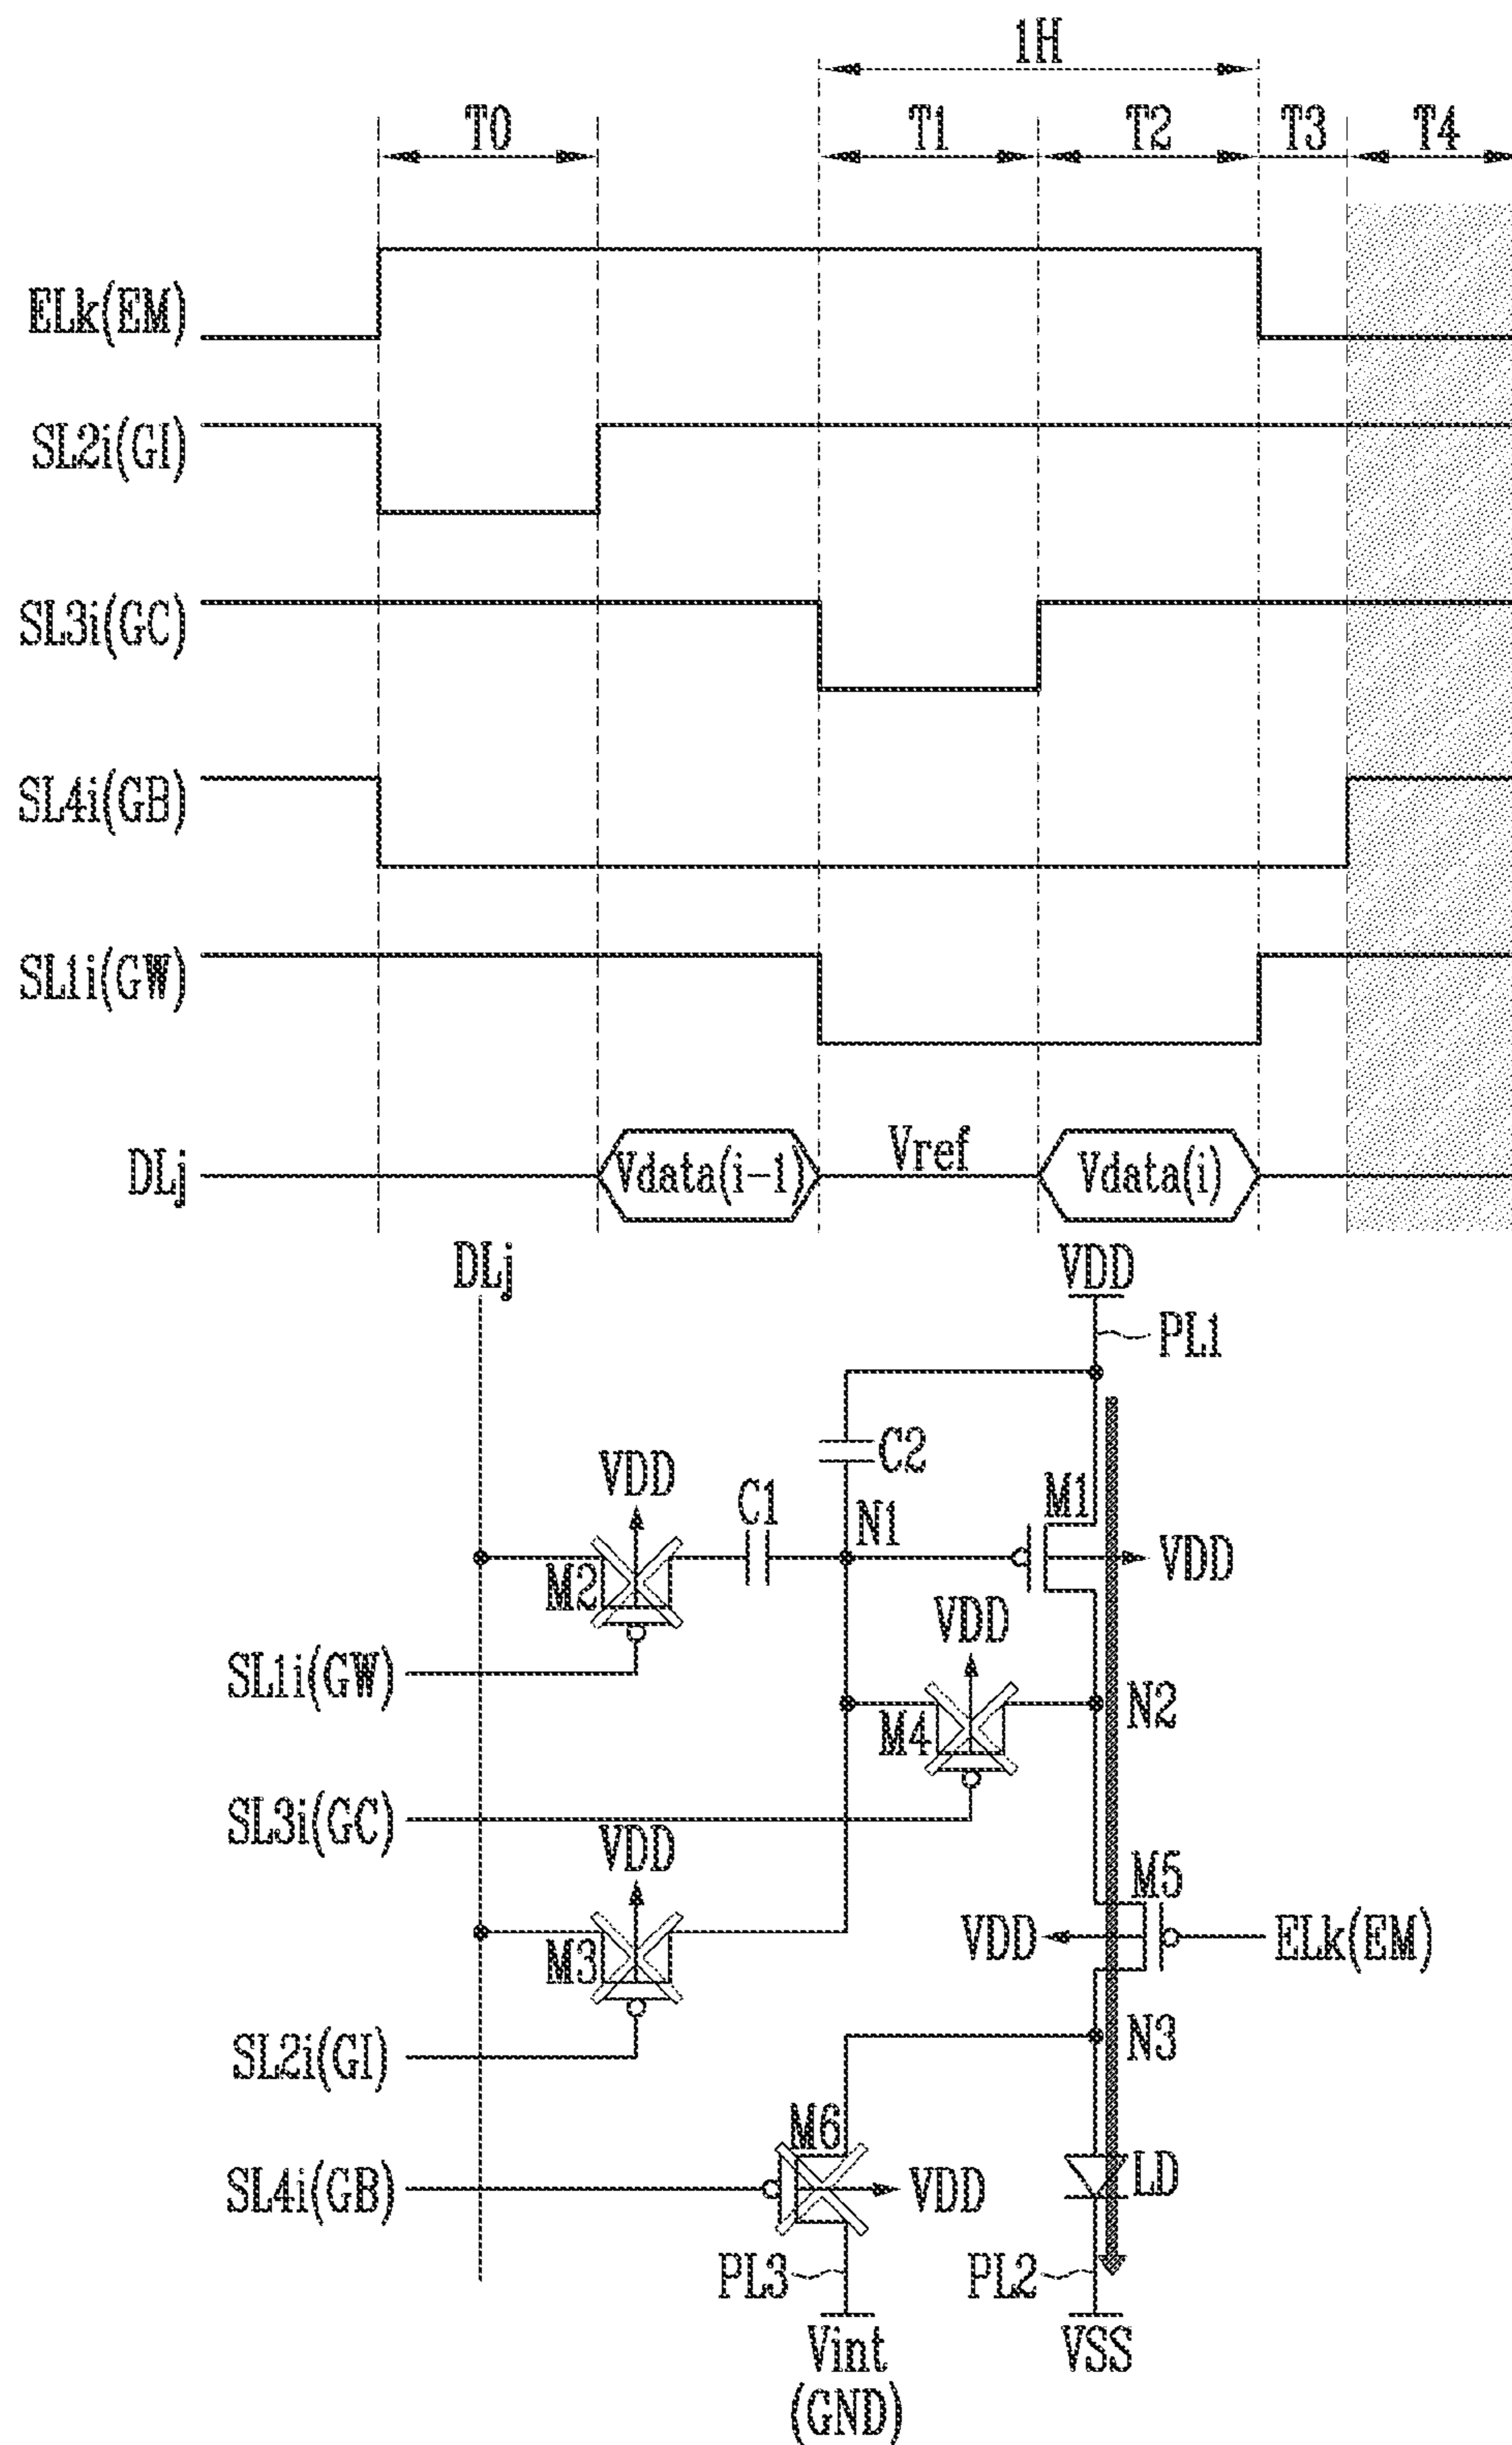 1H
T0
T1
T2
T3
T4
ELk(EM)
SL2i(GI)
SL3i(GC)
SL4i(GB)
SL1i(GW)
DLj
Vdata(i-1)
Vref
Vdata(i)
DLj
VDD
PL1
C2
VDD
C1
N1
M1
VDD
M2
VDD
SL1i(GW)
M4
N2
SL3i(GC)
VDD
M5
VDD
ELk(EM)
M3
SL2i(GI)
N3
M6
SL4i(GB)
VDD
LD
PL3
PL2
Vint
(GND)
VSS